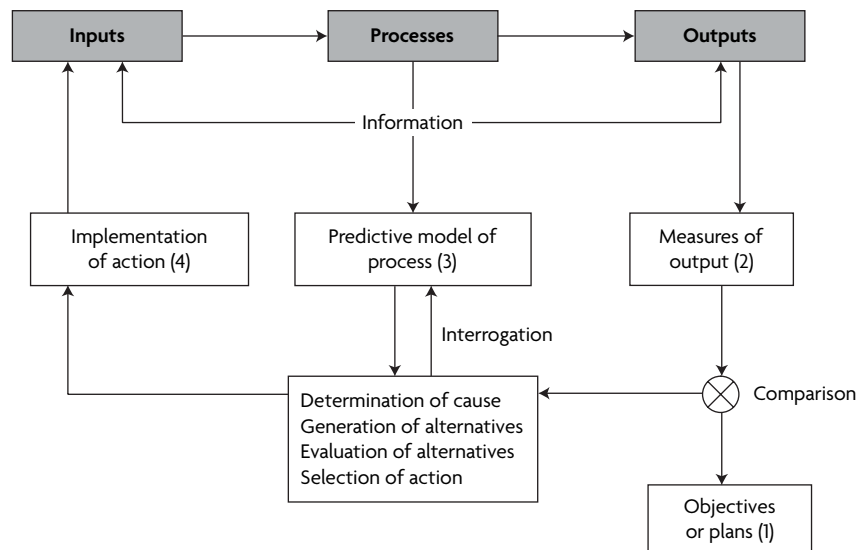 Inputs
Processes
Outputs
Information
Implementation
of action (4)
Predictive model of
process (3)
Measures of
output (2)
Interrogation
Determination of cause
Generation of alternatives
Evaluation of alternatives
Selection of action
Comparison
Objectives
or plans (1)